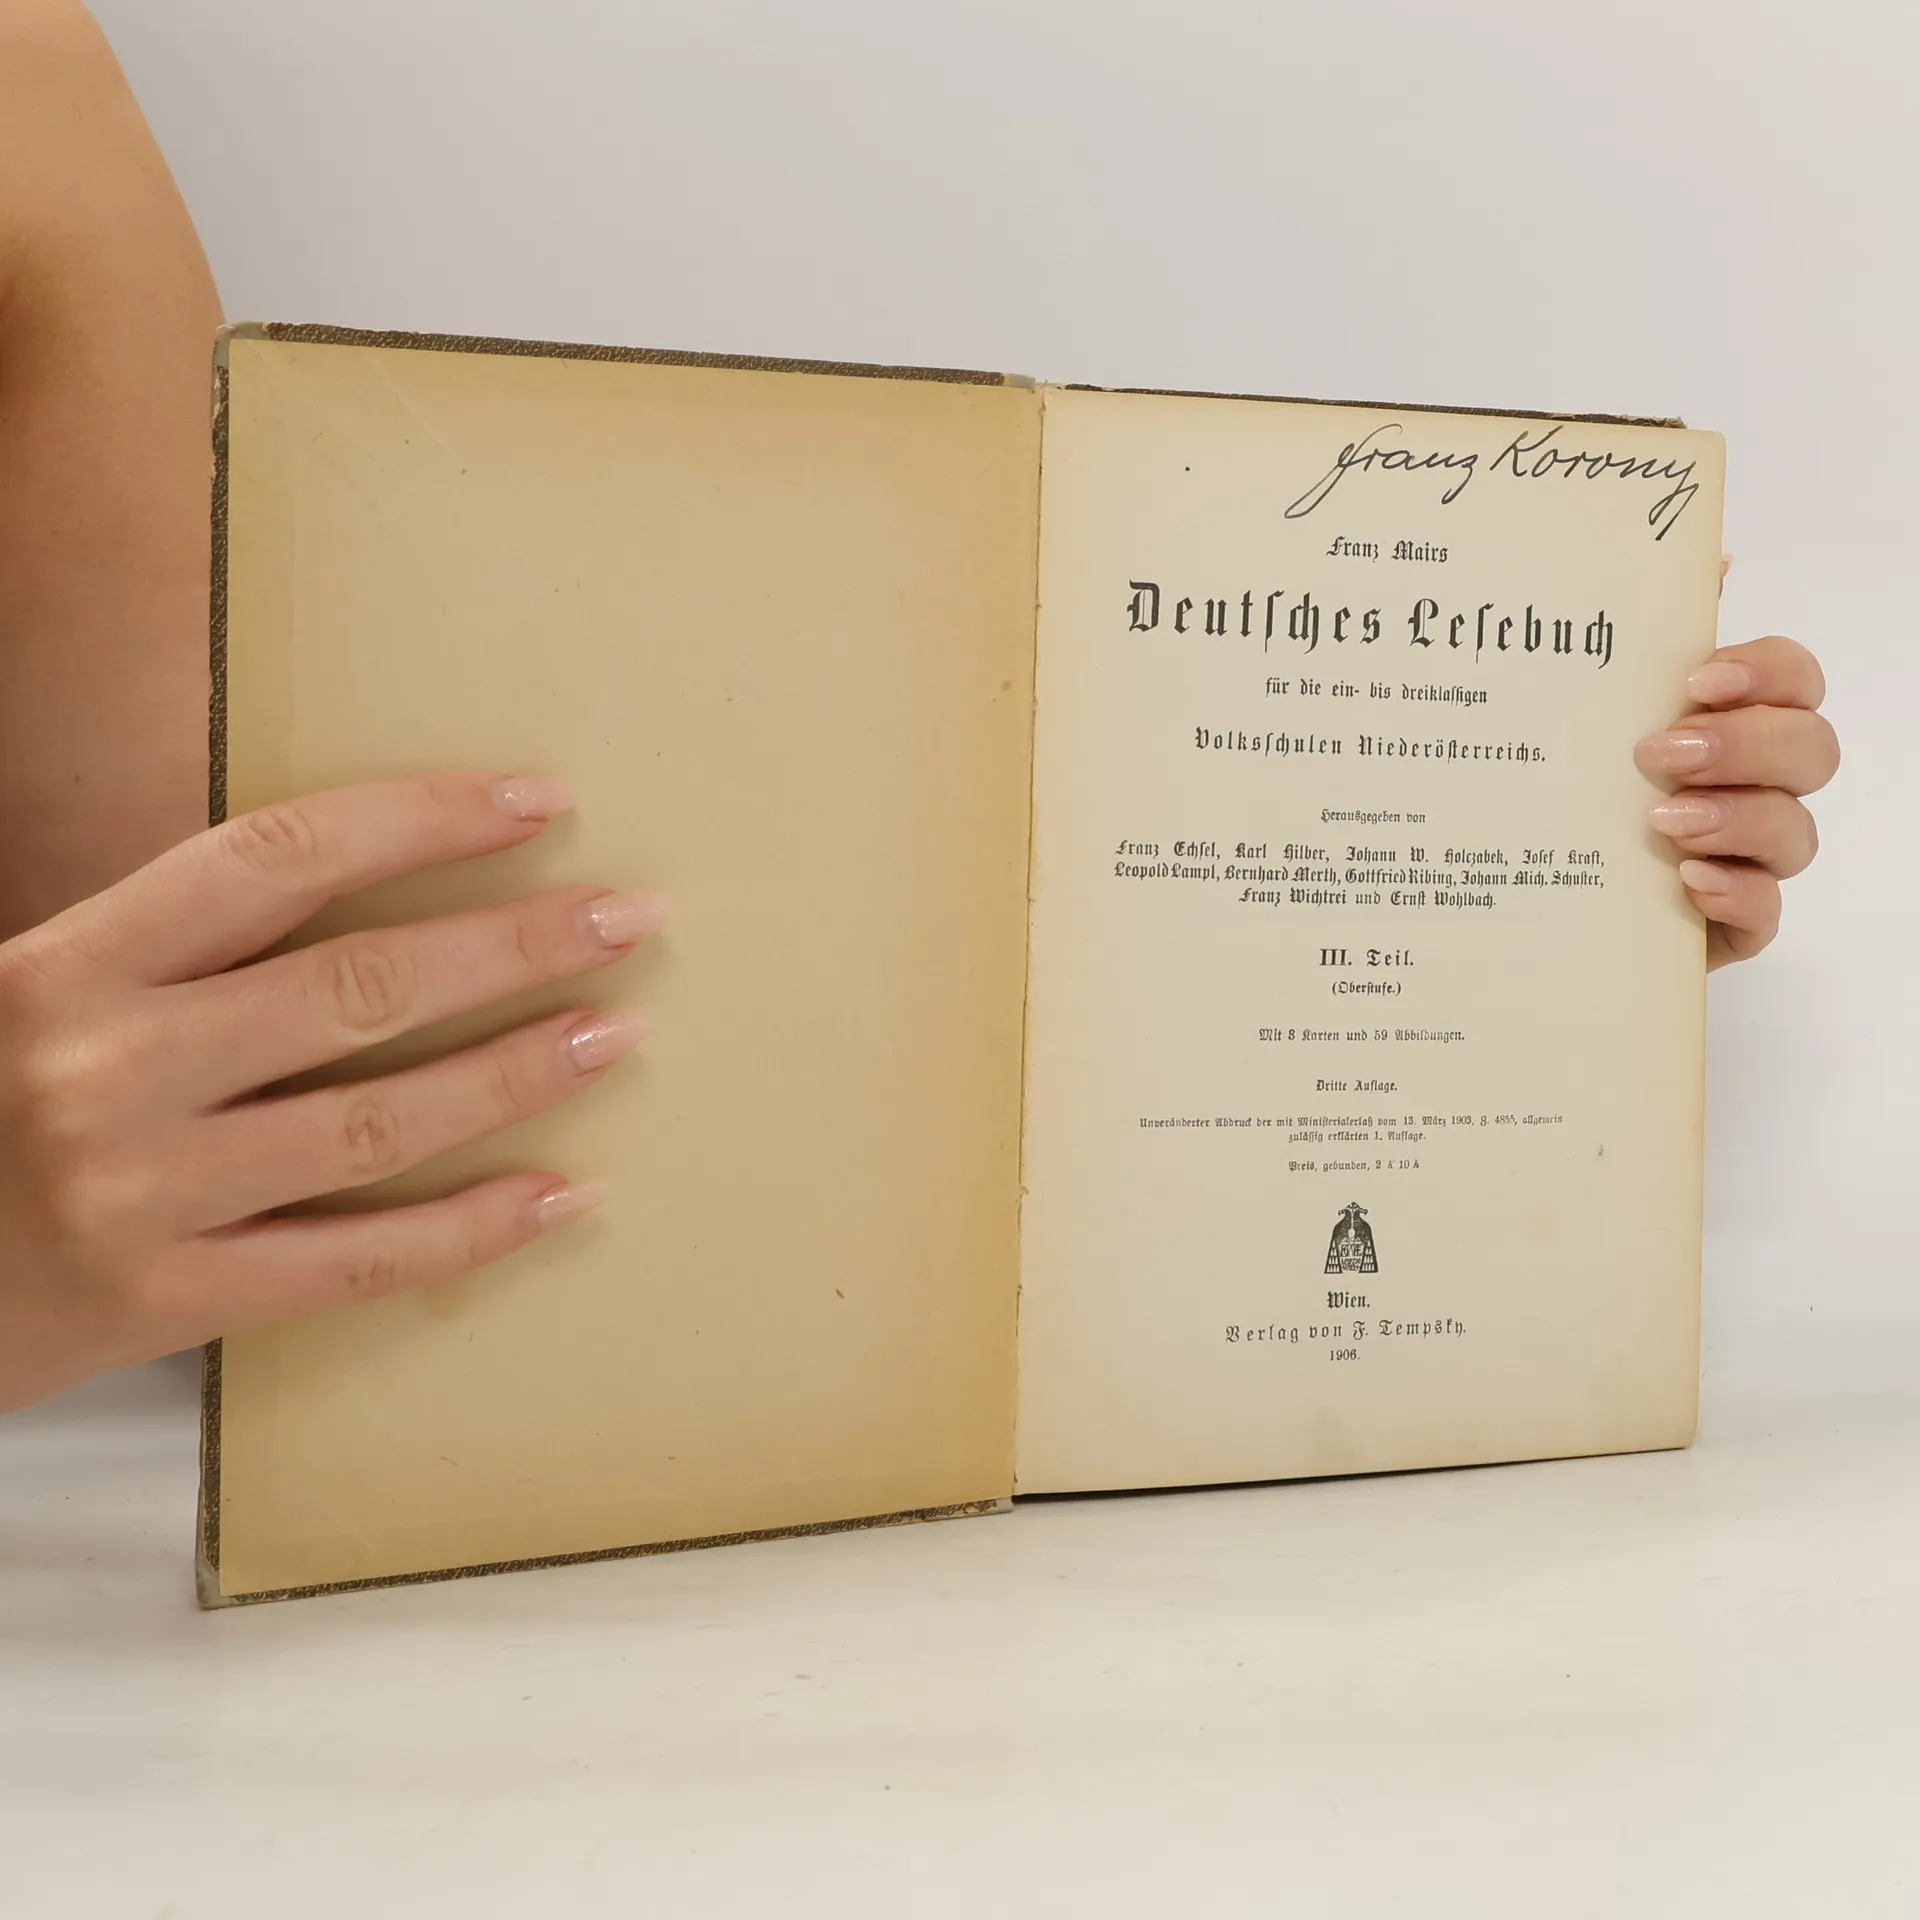 Franz Korony
Franz Mairs
Deutsches Lesebuch
für die ein- bis dreiklassigen
Volksschulen Niederösterreichs.
Herausgegeben von
Franz Echsel, Karl Hilber, Johann W. Holczabek, Josef Kraft,
Leopold Lampl, Bernhard Merth, Gottfried Ribing, Johann Mich. Schuster,
Franz Wichtrei und Ernst Wohlbach.
III. Teil.
(Oberstufe.)
Mit 3 Karten und 59 Abbildungen.
Dritte Auflage.
Unveränderter Abdruck der mit Ministerialerlaß vom 13. März 1903, Z. 4855, allgemein
zulässig erklärten 1. Auflage.
Preis, gebunden, 2 K 10 h
Wien.
Verlag von F. Tempsky.
1906.